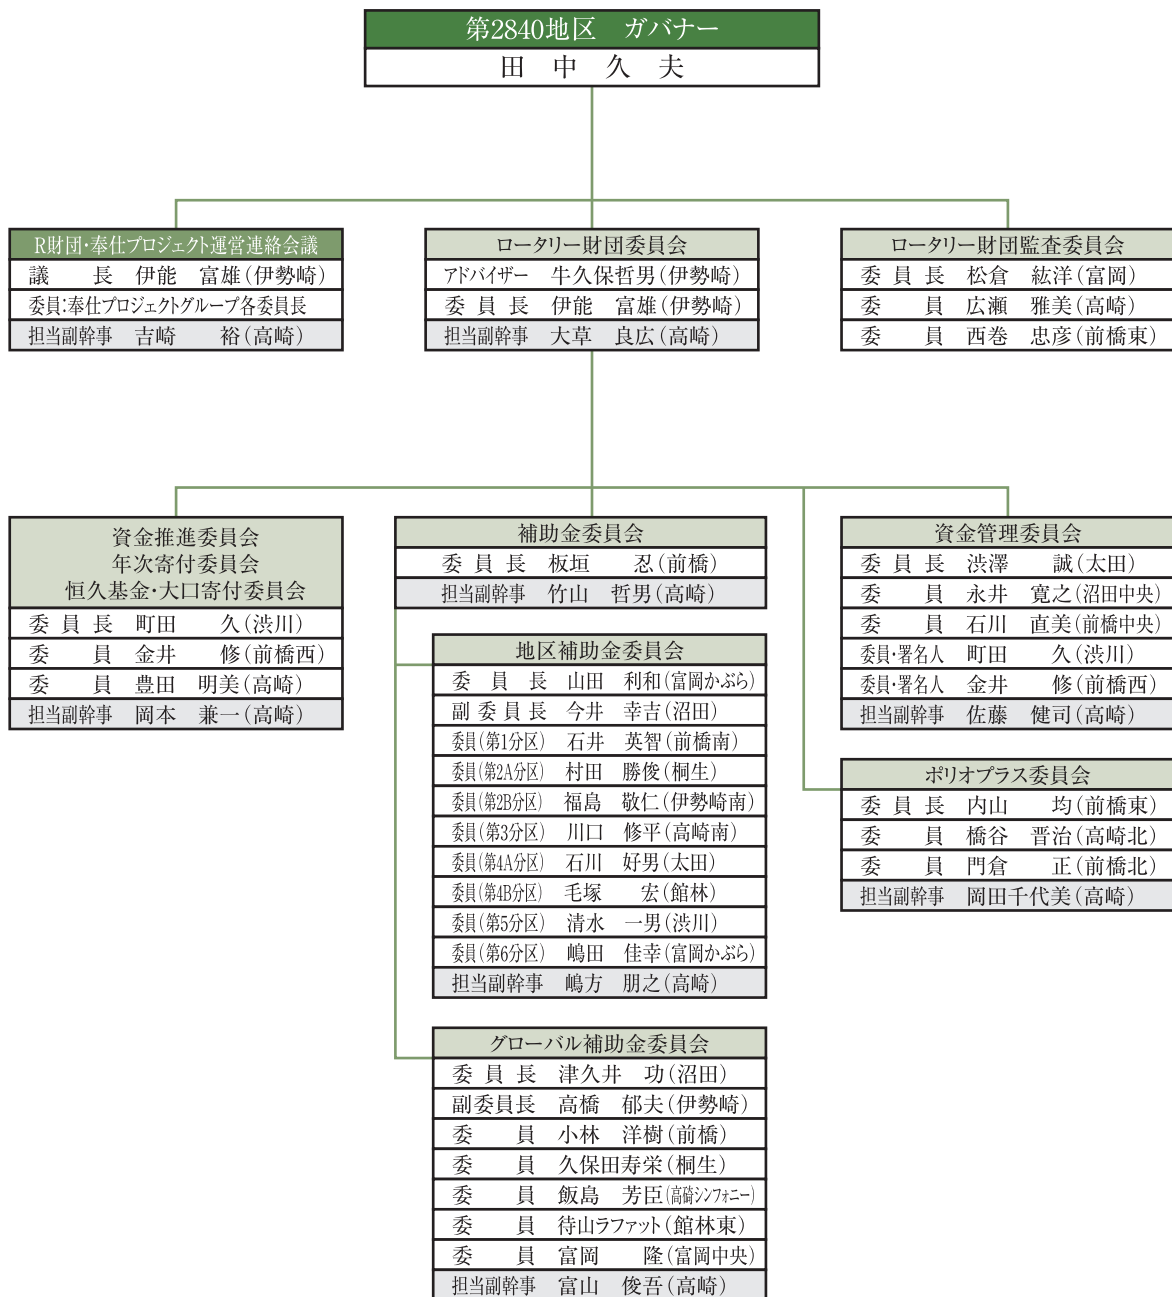 第2840地区　ガバナー
田　中　久　夫
R財団・奉仕プロジェクト運営連絡会議
議　　長　伊能　富雄（伊勢崎）
委員：奉仕プロジェクトグループ各委員長
担当副幹事　吉崎　　裕（高崎）
ロータリー財団委員会
アドバイザー　牛久保哲男（伊勢崎）
委　員　長　伊能　富雄（伊勢崎）
担当副幹事　大草　良広（高崎）
ロータリー財団監査委員会
委　員　長　松倉　紘洋（富岡）
委　　　員　広瀬　雅美（高崎）
委　　　員　西巻　忠彦（前橋東）
資金推進委員会
年次寄付委員会
恒久基金・大口寄付委員会
委　員　長　町田　　久（渋川）
委　　　員　金井　　修（前橋西）
委　　　員　豊田　明美（高崎）
担当副幹事　岡本　兼一（高崎）
補助金委員会
委　員　長　板垣　　忍（前橋）
担当副幹事　竹山　哲男（高崎）
地区補助金委員会
委　員　長　山田　利和（富岡かぶら）
副 委 員 長　今井　幸吉（沼田）
委員（第1分区）　石井　英智（前橋南）
委員（第2A分区）　村田　勝俊（桐生）
委員（第2B分区）　福島　敬仁（伊勢崎南）
委員（第3分区）　川口　修平（高崎南）
委員（第4A分区）　石川　好男（太田）
委員（第4B分区）　毛塚　　宏（館林）
委員（第5分区）　清水　一男（渋川）
委員（第6分区）　嶋田　佳幸（富岡かぶら）
担当副幹事　嶋方　朋之（高崎）
グローバル補助金委員会
委　員　長　津久井　功（沼田）
副委員長　高橋　郁夫（伊勢崎）
委　　　員　小林　洋樹（前橋）
委　　　員　久保田寿栄（桐生）
委　　　員　飯島　芳臣（高碕シンフォニー）
委　　　員　待山ラファット（館林東）
委　　　員　富岡　　隆（富岡中央）
担当副幹事　富山　俊吾（高崎）
資金管理委員会
委　員　長　渋澤　　誠（太田）
委　　　員　永井　寛之（沼田中央）
委　　　員　石川　直美（前橋中央）
委員・署名人　町田　　久（渋川）
委員・署名人　金井　　修（前橋西）
担当副幹事　佐藤　健司（高崎）
ポリオプラス委員会
委　員　長　内山　　均（前橋東）
委　　　員　橋谷　晋治（高崎北）
委　　　員　門倉　　正（前橋北）
担当副幹事　岡田千代美（高崎）